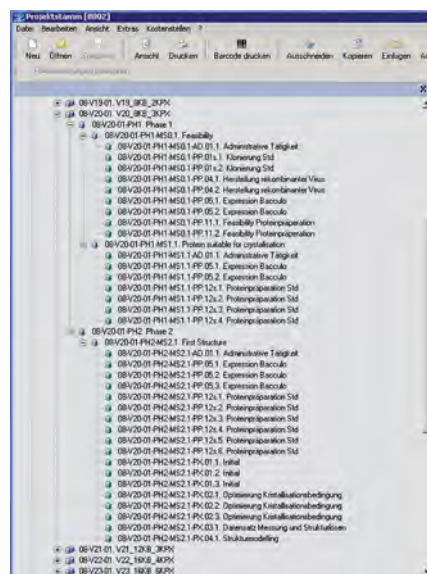 Projektstamm [8002]
Datei Bearbeiten Ansicht Extras Kostenstellen ?
Neu Öffnen Ansicht Drucken Barcode drucken Ausschneiden Kopieren Einfügen
08-V19-01. V19_9KB_2KPX
08-V20-01. V20_9KB_3KPX
08-V20-01-PH1. Phase 1
08-V20-01-PH1-MS0.1. Feasibility
08-V20-01-PH1-MS0.1-AD.01.1. Administrative Tätigkeit
08-V20-01-PH1-MS0.1-PP.01s.1. Klonierung Std
08-V20-01-PH1-MS0.1-PP.01s.2. Klonierung Std
08-V20-01-PH1-MS0.1-PP.04.1. Herstellung rekombinanter Virus
08-V20-01-PH1-MS0.1-PP.04.2. Herstellung rekombinanter Virus
08-V20-01-PH1-MS0.1-PP.05.1. Expression Bacculo
08-V20-01-PH1-MS0.1-PP.05.2. Expression Bacculo
08-V20-01-PH1-MS0.1-PP.11.1. Feasibility Proteinpräperation
08-V20-01-PH1-MS0.1-PP.11.2. Feasibility Proteinpräperation
08-V20-01-PH1-MS1.1. Protein suitable for crystalisation
08-V20-01-PH1-MS1.1-AD.01.1. Administrative Tätigkeit
08-V20-01-PH1-MS1.1-PP.05.1. Expression Bacculo
08-V20-01-PH1-MS1.1-PP.05.2. Expression Bacculo
08-V20-01-PH1-MS1.1-PP.12s.1. Proteinpräparation Std
08-V20-01-PH1-MS1.1-PP.12s.2. Proteinpräparation Std
08-V20-01-PH1-MS1.1-PP.12s.3. Proteinpräparation Std
08-V20-01-PH1-MS1.1-PP.12s.4. Proteinpräparation Std
08-V20-01-PH2. Phase 2
08-V20-01-PH2-MS2.1. First Structure
08-V20-01-PH2-MS2.1-AD.01.1. Administrative Tätigkeit
08-V20-01-PH2-MS2.1-PP.05.1. Expression Bacculo
08-V20-01-PH2-MS2.1-PP.05.2. Expression Bacculo
08-V20-01-PH2-MS2.1-PP.05.3. Expression Bacculo
08-V20-01-PH2-MS2.1-PP.12s.1. Proteinpräparation Std
08-V20-01-PH2-MS2.1-PP.12s.2. Proteinpräparation Std
08-V20-01-PH2-MS2.1-PP.12s.3. Proteinpräparation Std
08-V20-01-PH2-MS2.1-PP.12s.4. Proteinpräparation Std
08-V20-01-PH2-MS2.1-PP.12s.5. Proteinpräparation Std
08-V20-01-PH2-MS2.1-PP.12s.6. Proteinpräparation Std
08-V20-01-PH2-MS2.1-PX.01.1. Initial
08-V20-01-PH2-MS2.1-PX.01.2. Initial
08-V20-01-PH2-MS2.1-PX.01.3. Initial
08-V20-01-PH2-MS2.1-PX.02.1. Optimierung Kristallisationsbedingung
08-V20-01-PH2-MS2.1-PX.02.2. Optimierung Kristallisationsbedingung
08-V20-01-PH2-MS2.1-PX.02.3. Optimierung Kristallisationsbedingung
08-V20-01-PH2-MS2.1-PX.03.1. Datensatz Messung und Strukturlösen
08-V20-01-PH2-MS2.1-PX.04.1. Strukturmodelling
08-V21-01. V21_12KB_3KPX
08-V22-01. V22_16KB_4KPX
08-V23-01. V23_16KB_6KPX